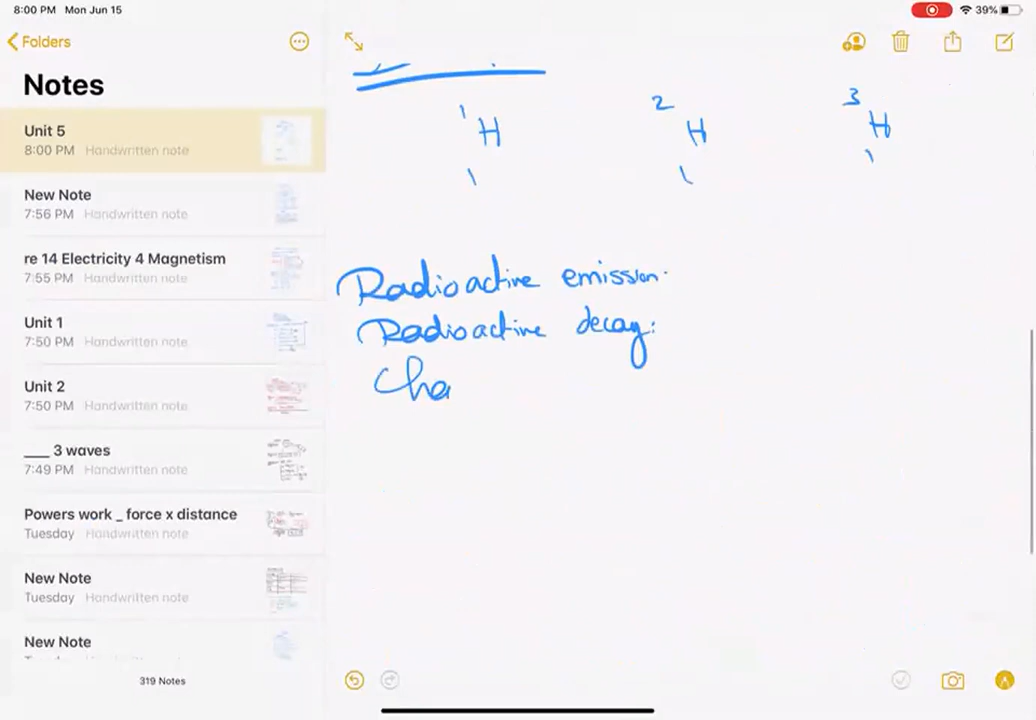 8:00 PM Mon Jun 15
39%
Folders
Notes
Unit 5
8:00 PM Handwritten note
New Note
7:56 PM Handwritten note
re 14 Electricity 4 Magnetism
7:55 PM Handwritten note
Unit 1
7:50 PM Handwritten note
Unit 2
7:50 PM Handwritten note
___ 3 waves
7:49 PM Handwritten note
Powers work _ force x distance
Tuesday Handwritten note
New Note
Tuesday Handwritten note
New Note
319 Notes
1 H 1
2 H 1
3 H 1
Radioactive emission.
Radioactive decay:
Cha